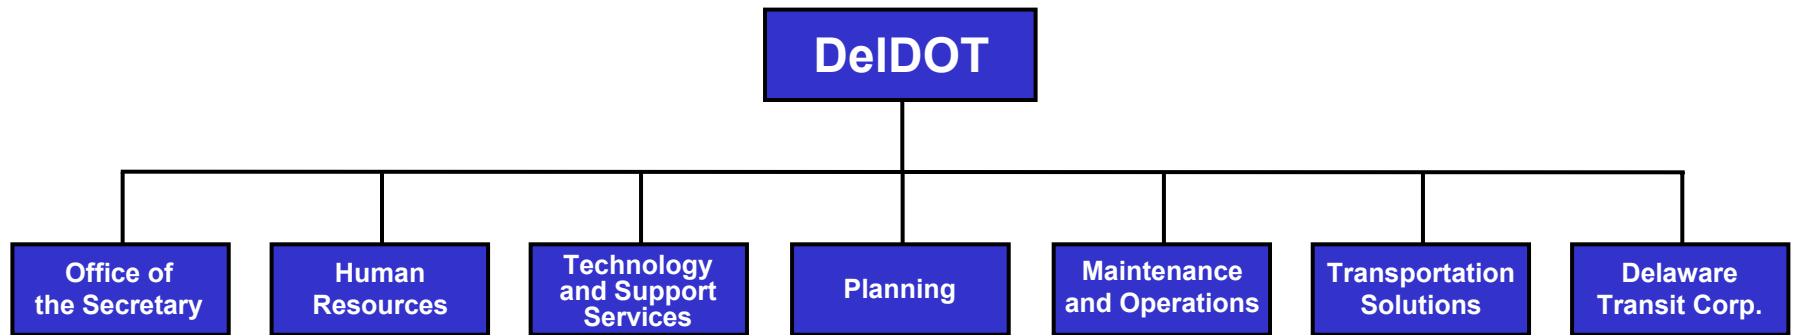 DelDOT
Office of
the Secretary
Human
Resources
Technology
and Support
Services
Planning
Maintenance
and Operations
Transportation
Solutions
Delaware
Transit Corp.